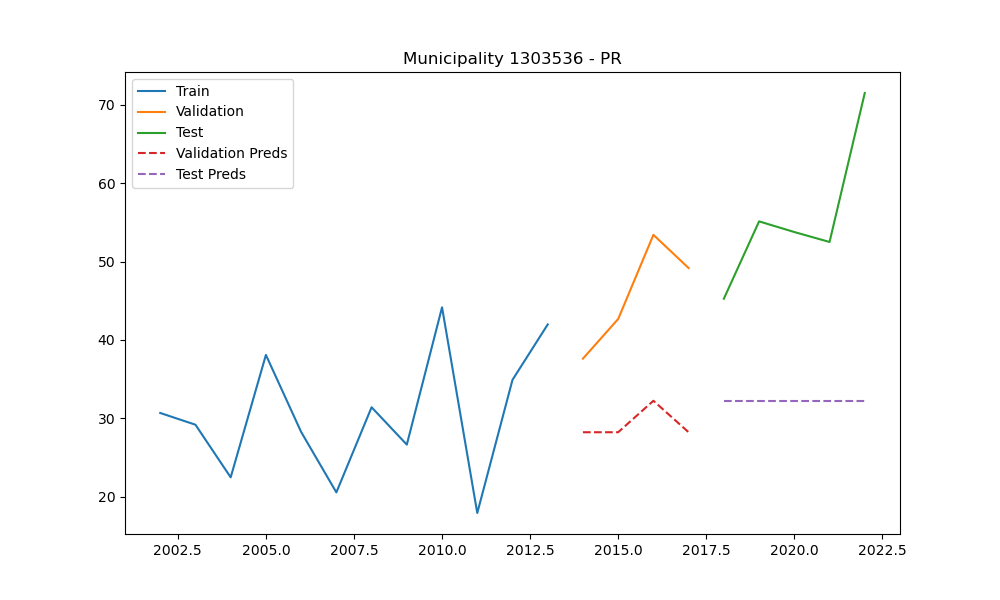 Municipality 1303536 - PR
Train
Validation
Test
Validation Preds
Test Preds
70
60
50
40
30
20
2002.5 2005.0 2007.5 2010.0 2012.5 2015.0 2017.5 2020.0 2022.5